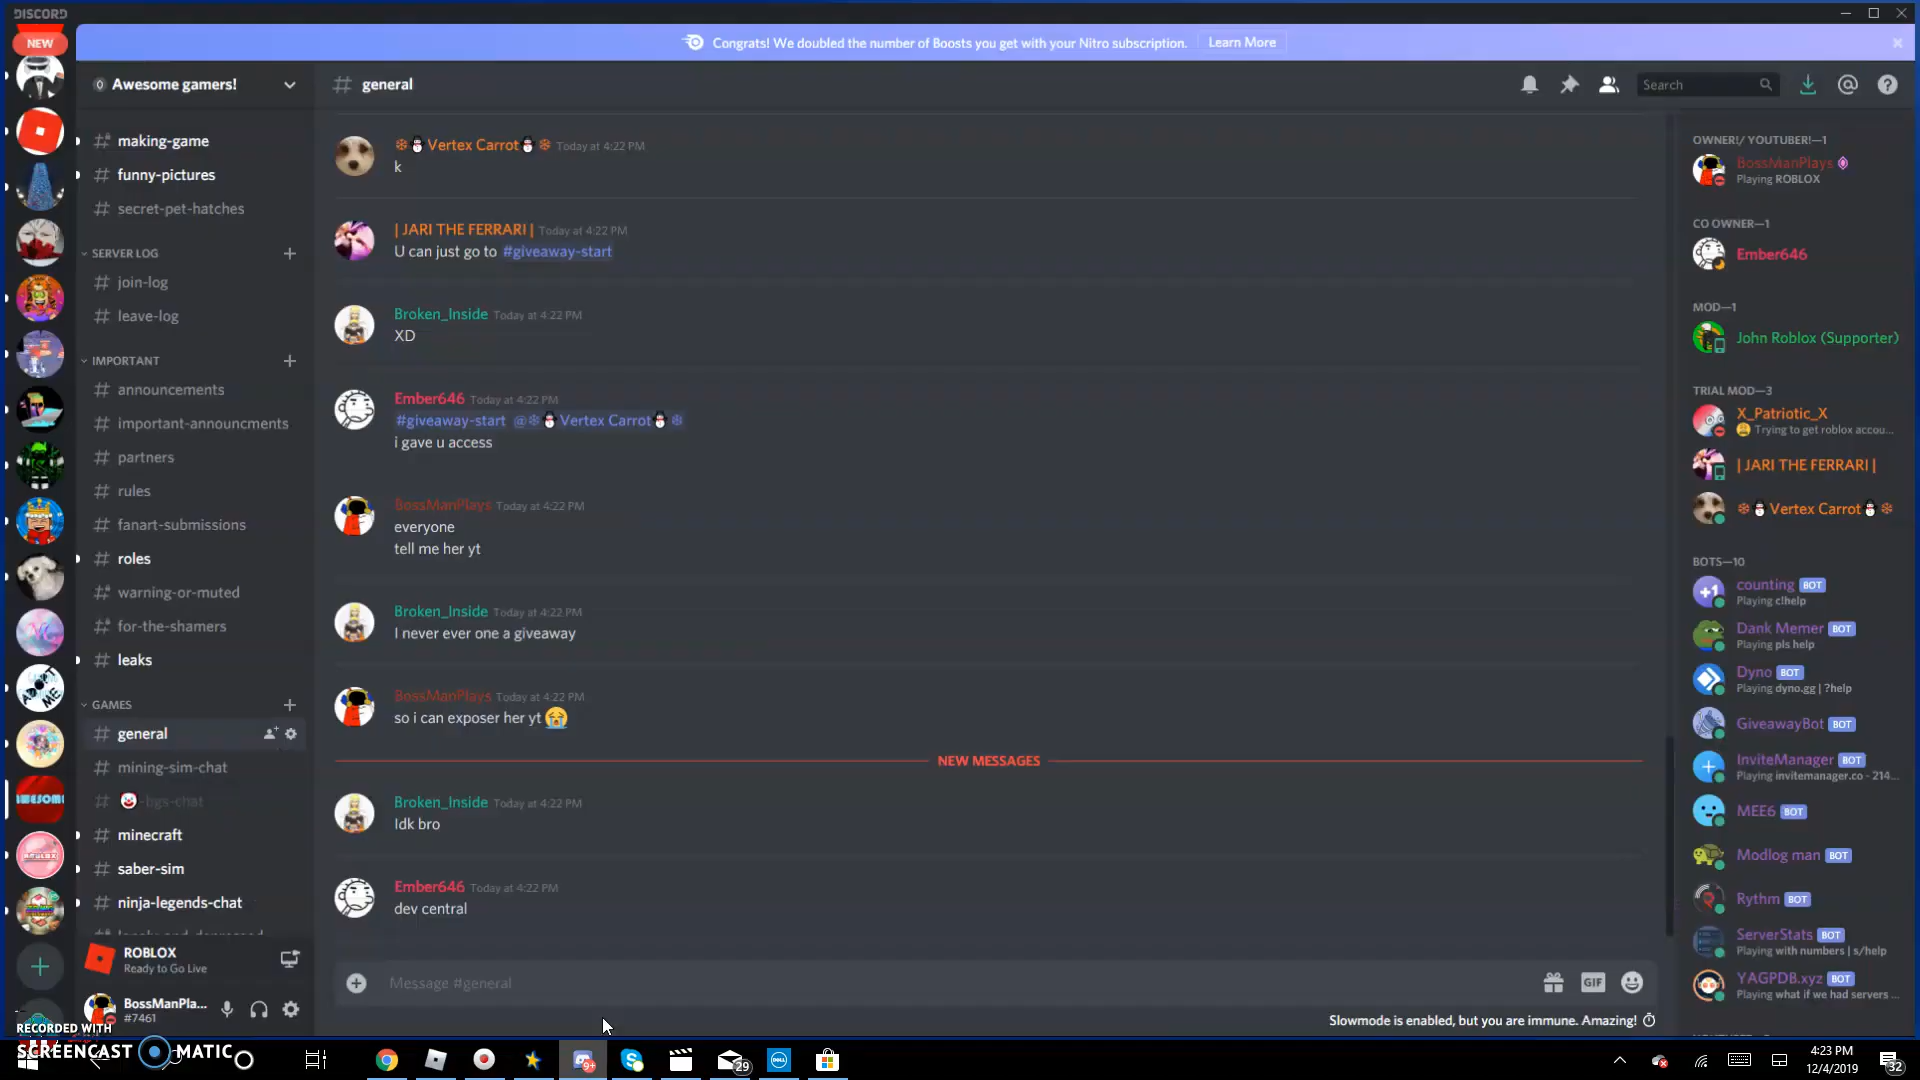 DISCORD
NEW
Congrats! We doubled the number of Boosts you get with your Nitro subscription. Learn More
Awesome gamers!
general
Search
making-game
funny-pictures
secret-pet-hatches
SERVER LOG
join-log
leave-log
IMPORTANT
announcements
important-announcments
partners
rules
fanart-submissions
roles
warning-or-muted
for-the-shamers
leaks
GAMES
general
mining-sim-chat
-bgs-chat
minecraft
saber-sim
ninja-legends-chat
ROBLOX
Ready to Go Live
BossManPla...
#7461
Vertex Carrot Today at 4:22 PM
k
| JARI THE FERRARI | Today at 4:22 PM
U can just go to #giveaway-start
Broken_Inside Today at 4:22 PM
XD
Ember646 Today at 4:22 PM
#giveaway-start @❄⛄Vertex Carrot⛄❄
i gave u access
BossManPlays Today at 4:22 PM
everyone
tell me her yt
Broken_Inside Today at 4:22 PM
I never ever one a giveaway
BossManPlays Today at 4:22 PM
so i can exposer her yt 😭
NEW MESSAGES
Broken_Inside Today at 4:22 PM
Idk bro
Ember646 Today at 4:22 PM
dev central
Message #general
GIF
Slowmode is enabled, but you are immune. Amazing!
OWNER!/ YOUTUBER!—1
BossManPlays
Playing ROBLOX
CO OWNER—1
Ember646
MOD—1
John Roblox (Supporter)
TRIAL MOD—3
X_Patriotic_X
Trying to get roblox accou...
| JARI THE FERRARI |
Vertex Carrot
BOTS—10
counting BOT
Playing c!help
Dank Memer BOT
Playing pls help
Dyno BOT
Playing dyno.gg | ?help
GiveawayBot BOT
InviteManager BOT
Playing invitemanager.co - 214...
MEE6 BOT
Modlog man BOT
Rythm BOT
ServerStats BOT
Playing with numbers | s/help
YAGPDB.xyz BOT
Playing what if we had servers ...
RECORDED WITH
SCREENCAST MATIC
9+
29
DELL
4:23 PM
12/4/2019
32